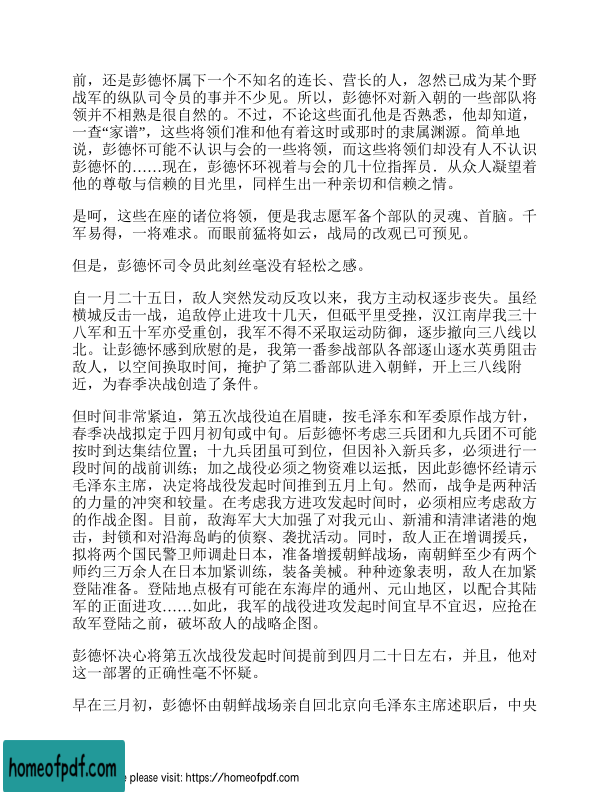 前，还是彭德怀属下一个不知名的连长、营长的人，忽然已成为某个野
战军的纵队司令员的事并不少见。所以，彭德怀对新入朝的一些部队将
领并不相熟是很自然的。不过，不论这些面孔他是否熟悉，他却知道，
一查“家谱”，这些将领们准和他有着这时或那时的隶属渊源。简单地
说，彭德怀可能不认识与会的一些将领，而这些将领们却没有人不认识
彭德怀的……现在，彭德怀环视着与会的几十位指挥员．从众人凝望着
他的尊敬与信赖的目光里，同样生出一种亲切和信赖之情。
是呵，这些在座的诸位将领，便是我志愿军备个部队的灵魂、首脑。千
军易得，一将难求。而眼前猛将如云，战局的改观已可预见。
但是，彭德怀司令员此刻丝毫没有轻松之感。
自一月二十五日，敌人突然发动反攻以来，我方主动权逐步丧失。虽经
横城反击一战，追敌停止进攻十几天，但砥平里受挫，汉江南岸我三十
八军和五十军亦受重创，我军不得不采取运动防御，逐步撤向三八线以
北。让彭德怀感到欣慰的是，我第一番参战部队各部逐山逐水英勇阻击
敌人，以空间换取时间，掩护了第二番部队进入朝鲜，开上三八线附
近，为春季决战创造了条件。
但时间非常紧迫，第五次战役迫在眉睫，按毛泽东和军委原作战方针，
春季决战拟定于四月初旬或中旬。后彭德怀考虑三兵团和九兵团不可能
按时到达集结位置；十九兵团虽可到位，但因补入新兵多，必须进行一
段时间的战前训练；加之战役必须之物资难以运抵，因此彭德怀经请示
毛泽东主席，决定将战役发起时间推到五月上旬。然而，战争是两种活
的力量的冲突和较量。在考虑我方进攻发起时间时，必须相应考虑敌方
的作战企图。目前，敌海军大大加强了对我元山、新浦和清津诸港的炮
击，封锁和对沿海岛屿的侦察、袭扰活动。同时，敌人正在增调援兵，
拟将两个国民警卫师调赴日本，准备增援朝鲜战场，南朝鲜至少有两个
师约三万余人在日本加紧训练，装备美械。种种迹象表明，敌人在加紧
登陆准备。登陆地点极有可能在东海岸的通州、元山地区，以配合其陆
军的正面进攻……如此，我军的战役进攻发起时间宜早不宜迟，应抢在
敌军登陆之前，破坏敌人的战略企图。
彭德怀决心将第五次战役发起时间提前到四月二十日左右，并且，他对
这一部署的正确性毫不怀疑。
早在三月初，彭德怀由朝鲜战场亲自回北京向毛泽东主席述职后，中央
homeofpdf.com
e please visit: https://homeofpdf.com